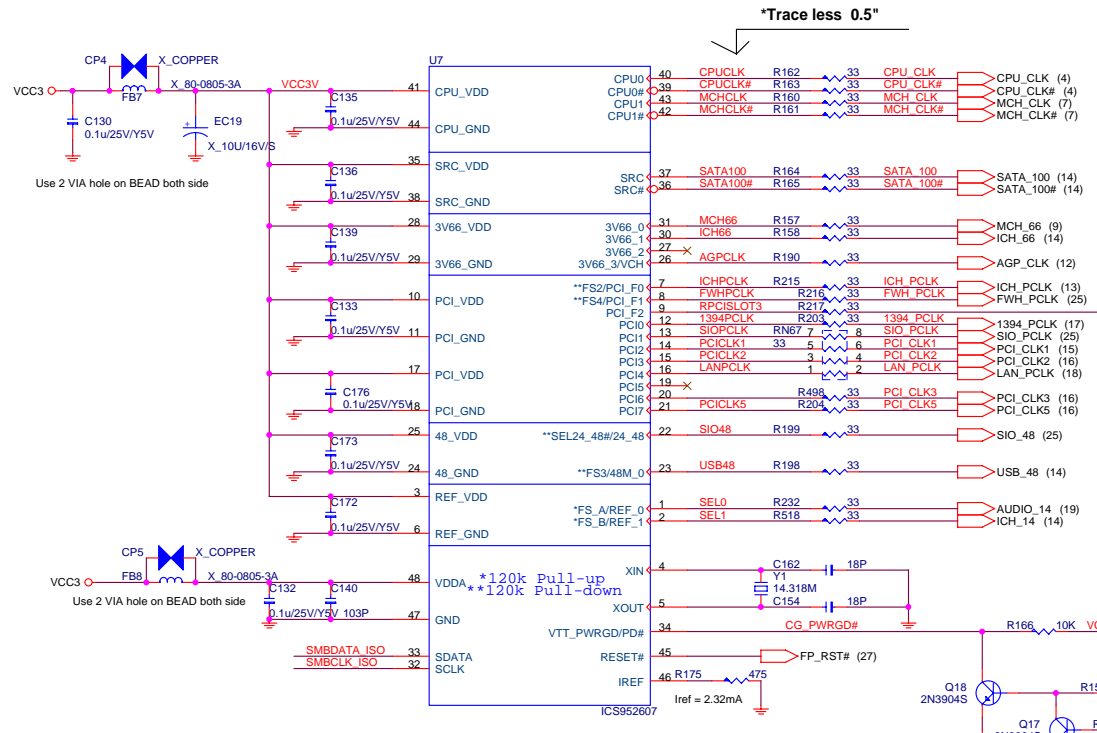 *Trace less 0.5"
CP4 X_COPPER
VCC3 FB7 X_80-0805-3A VCC3V
C130
0.1u/25V/Y5V
EC19
X_10U/16V/S
Use 2 VIA hole on BEAD both side
U7
C135 41 CPU_VDD
0.1u/25V/Y5V 44 CPU_GND
35 SRC_VDD
C136
0.1u/25V/Y5V 38 SRC_GND
28 3V66_VDD
C139
0.1u/25V/Y5V 29 3V66_GND
10 PCI_VDD
C133
0.1u/25V/Y5V 11 PCI_GND
17 PCI_VDD
C176
0.1u/25V/Y5V 18 PCI_GND
25 48_VDD
C173
0.1u/25V/Y5V 24 48_GND
3 REF_VDD
C172
0.1u/25V/Y5V 6 REF_GND
CPU0 40 CPUCLK R162 33 CPU_CLK CPU_CLK (4)
CPU0# 39 CPUCLK# R163 33 CPU_CLK# CPU_CLK# (4)
CPU1 43 MCHCLK R160 33 MCH_CLK MCH_CLK (7)
CPU1# 42 MCHCLK# R161 33 MCH_CLK# MCH_CLK# (7)
SRC 37 SATA100 R164 33 SATA_100 SATA_100 (14)
SRC# 36 SATA100# R165 33 SATA_100# SATA_100# (14)
3V66_0 31 MCH66 R157 33 MCH_66 (9)
3V66_1 30 ICH66 R158 33 ICH_66 (14)
3V66_2 27
3V66_3/VCH 26 AGPCLK R190 33 AGP_CLK (12)
**FS2/PCI_F0 7 ICHPCLK R215 33 ICH_PCLK ICH_PCLK (13)
**FS4/PCI_F1 8 FWHPCLK R216 33 FWH_PCLK FWH_PCLK (25)
PCI_F2 9 RPCISLOT3 R217 33
PCI0 12 1394PCLK R203 33 1394_PCLK 1394_PCLK (17)
PCI1 13 SIOPCLK RN67 7 8 SIO_PCLK SIO_PCLK (25)
PCI2 14 PCICLK1 33 5 6 PCI_CLK1 PCI_CLK1 (15)
PCI3 15 PCICLK2 3 4 PCI_CLK2 PCI_CLK2 (16)
PCI4 16 LANPCLK 1 2 LAN_PCLK LAN_PCLK (18)
PCI5 19
PCI6 20 R498 33 PCI_CLK3 PCI_CLK3 (16)
PCI7 21 PCICLK5 R204 33 PCI_CLK5 PCI_CLK5 (16)
**SEL24_48#/24_48 22 SIO48 R199 33 SIO_48 (25)
**FS3/48M_0 23 USB48 R198 33 USB_48 (14)
*FS_A/REF_0 1 SEL0 R232 33 AUDIO_14 (19)
*FS_B/REF_1 2 SEL1 R518 33 ICH_14 (14)
CP5 X_COPPER
VCC3 FB8 X_80-0805-3A
Use 2 VIA hole on BEAD both side
C132 C140
0.1u/25V/Y5V 103P
48 VDDA
47 GND
*120k Pull-up
**120k Pull-down
SMBDATA_ISO 33 SDATA
SMBCLK_ISO 32 SCLK
XIN 4 C162 18P
Y1
14.318M
XOUT 5 C154 18P
VTT_PWRGD/PD# 34 CG_PWRGD# R166 10K
RESET# 45 FP_RST# (27)
IREF 46 R175 475
Iref = 2.32mA
ICS952607
Q18
2N3904S
Q17